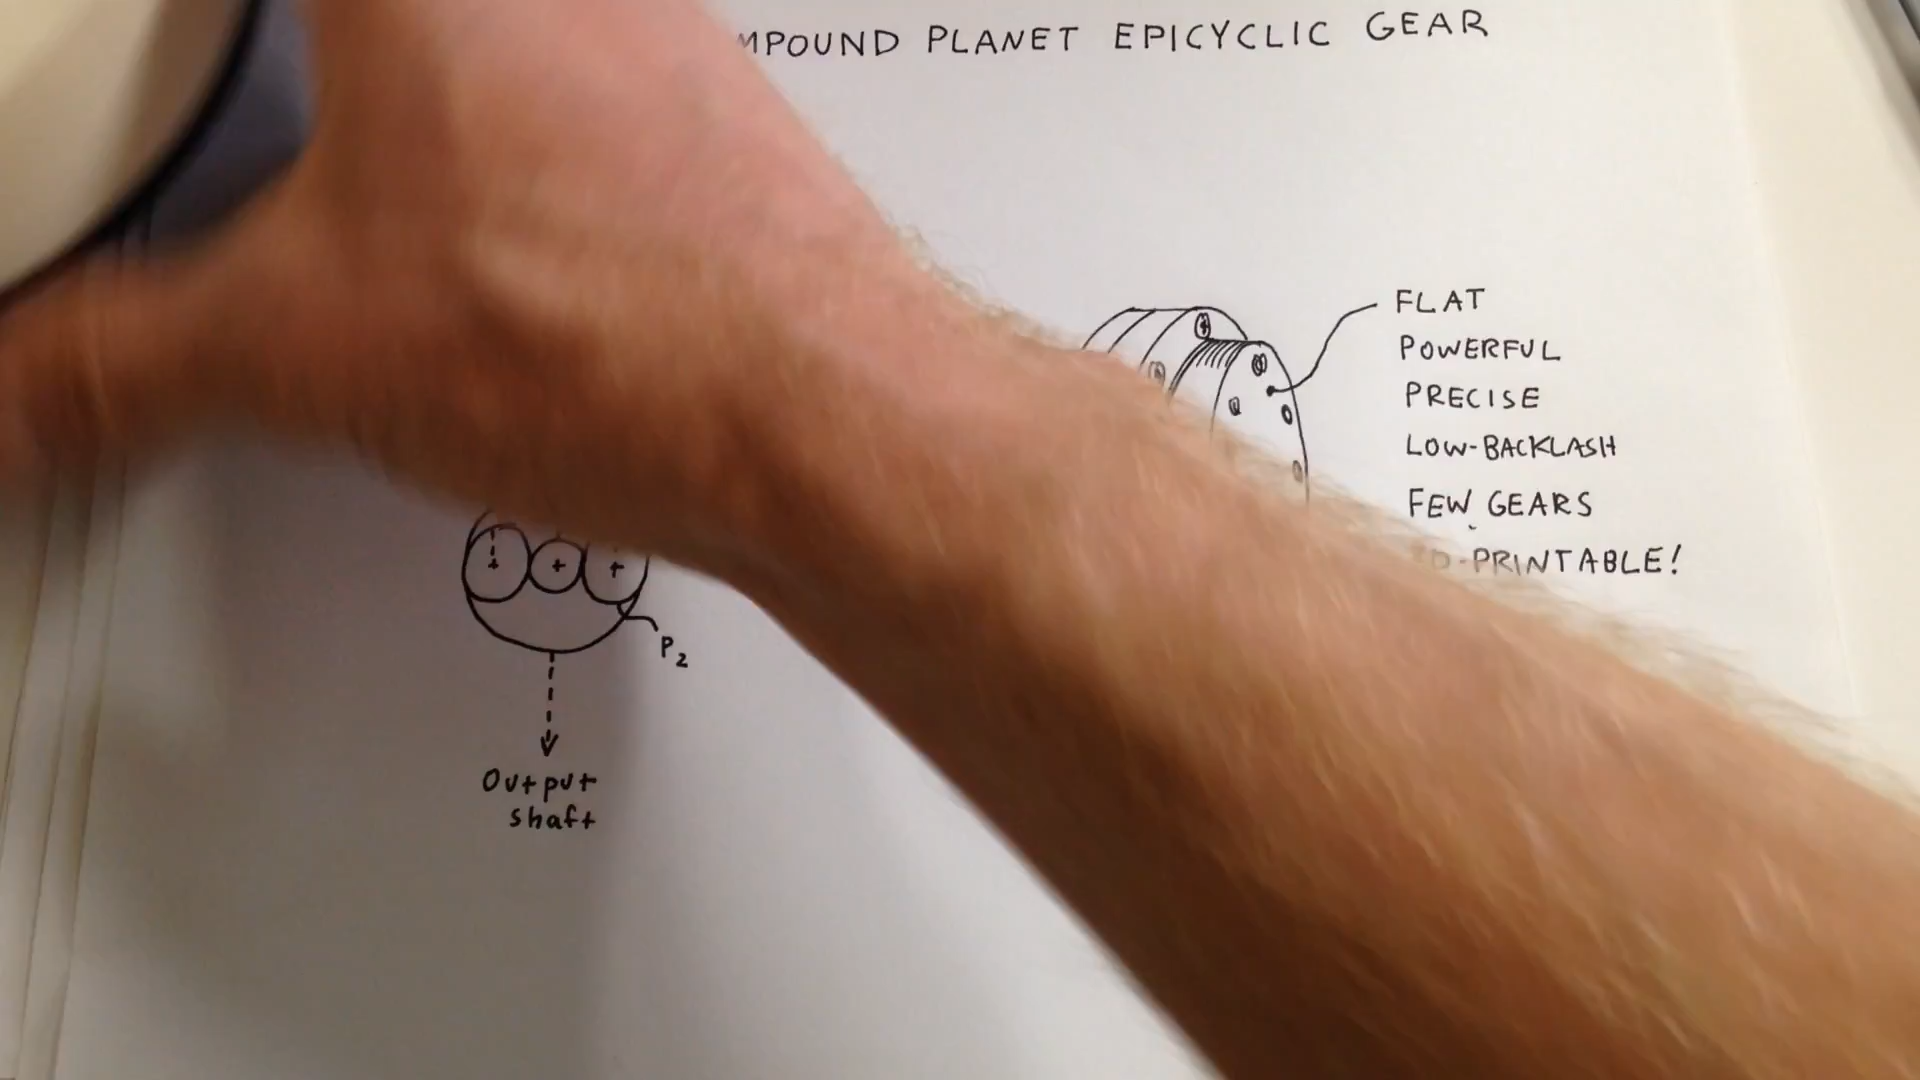 MPOUND PLANET EPICYCLIC GEAR
FLAT
POWERFUL
PRECISE
LOW-BACKLASH
FEW GEARS
D-PRINTABLE!
P2
Output
shaft